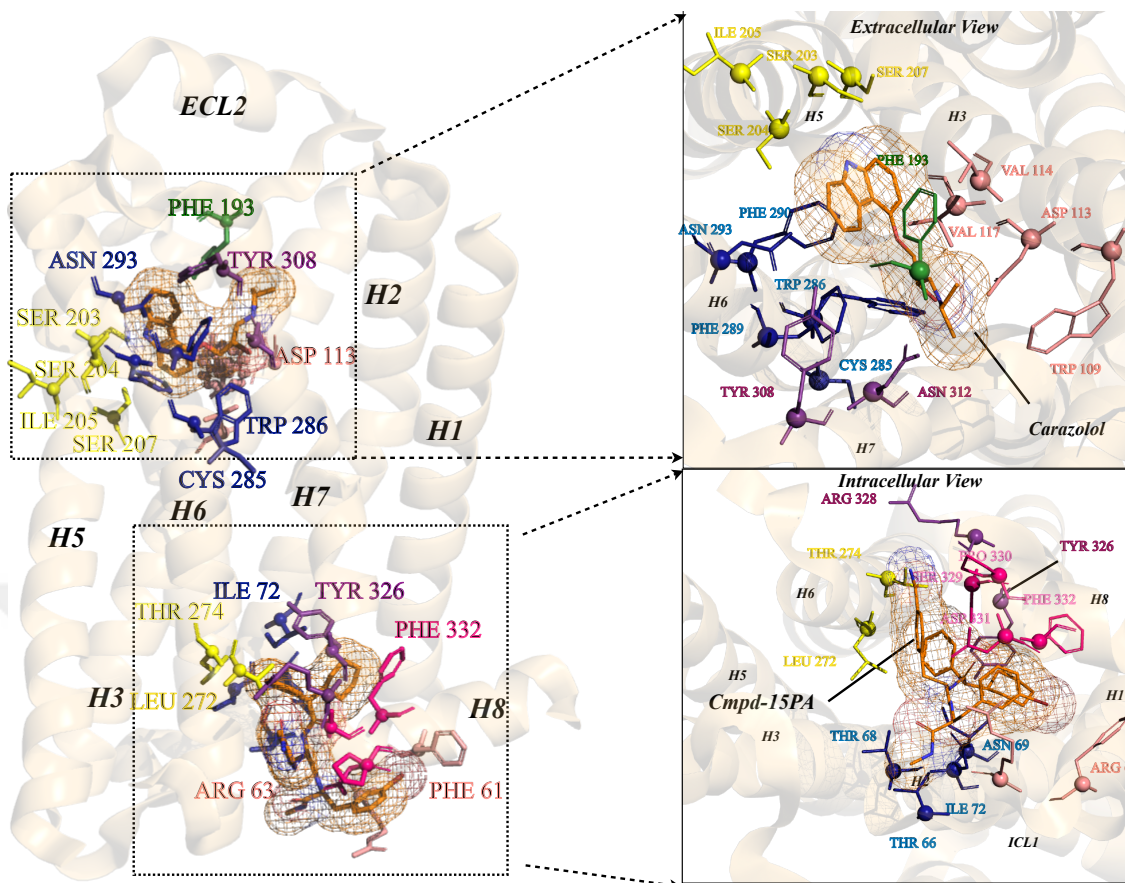 ECL2
PHE 193
ASN 293
TYR 308
H2
SER 203
ASP 113
SER 204
ILE 205
SER 207
TRP 286
H1
CYS 285
H7
H6
H5
ILE 72
TYR 326
THR 274
PHE 332
H3
LEU 272
H8
ARG 63
PHE 61
Extracellular View
ILE 205
SER 203
SER 207
H5
H3
SER 204
PHE 193
VAL 114
PHE 290
ASP 113
ASN 293
VAL 117
TRP 286
H6
PHE 289
CYS 285
TRP 109
TYR 308
ASN 312
Carazolol
H7
Intracellular View
ARG 328
THR 274
PRO 330
TYR 326
SER 329
H6
PHE 332
H8
ASP 331
LEU 272
H5
Cmpd-15PA
H1
H3
THR 68
ASN 69
ARG
H2
ILE 72
THR 66
ICL1